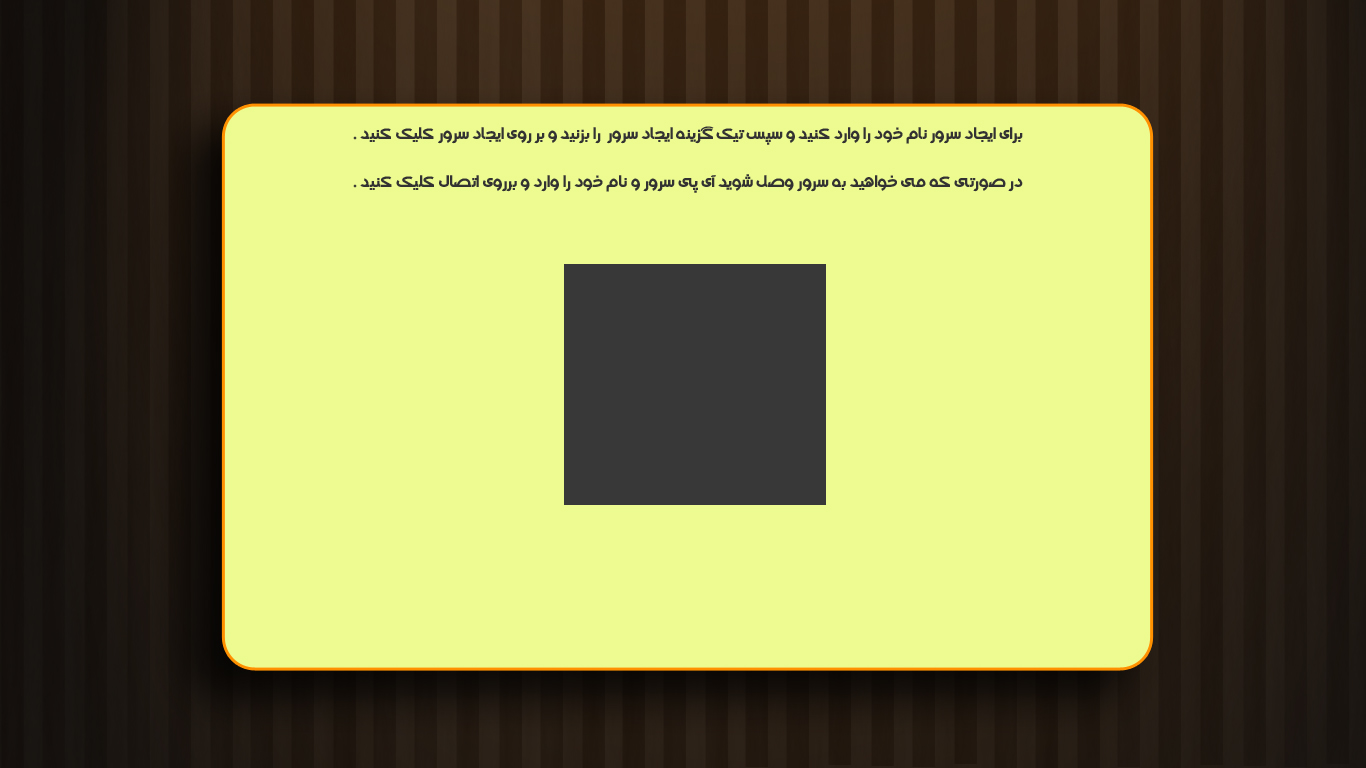 برای ایجاد سرور نام خود را وارد کنید و سپس تیک گزینه ایجاد سرور را بزنید و بر روی ایجاد سرور کلیک کنید .
در صورتی که می خواهید به سرور وصل شوید آی پی سرور و نام خود را وارد و برروی اتصال کلیک کنید .